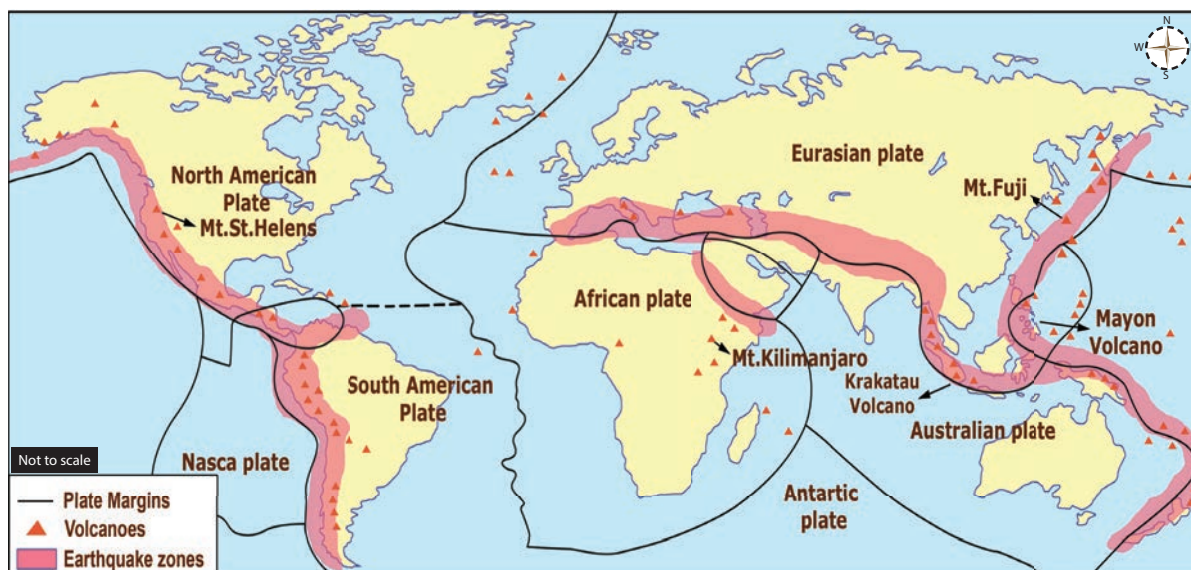 N
W
S
Eurasian plate
North American
Plate
Mt.St.Helens
Mt.Fuji
African plate
Mayon
Volcano
Mt.Kilimanjaro
South American
Plate
Krakatau
Volcano
Australian plate
Nasca plate
Antartic
plate
Not to scale
Plate Margins
Volcanoes
Earthquake zones